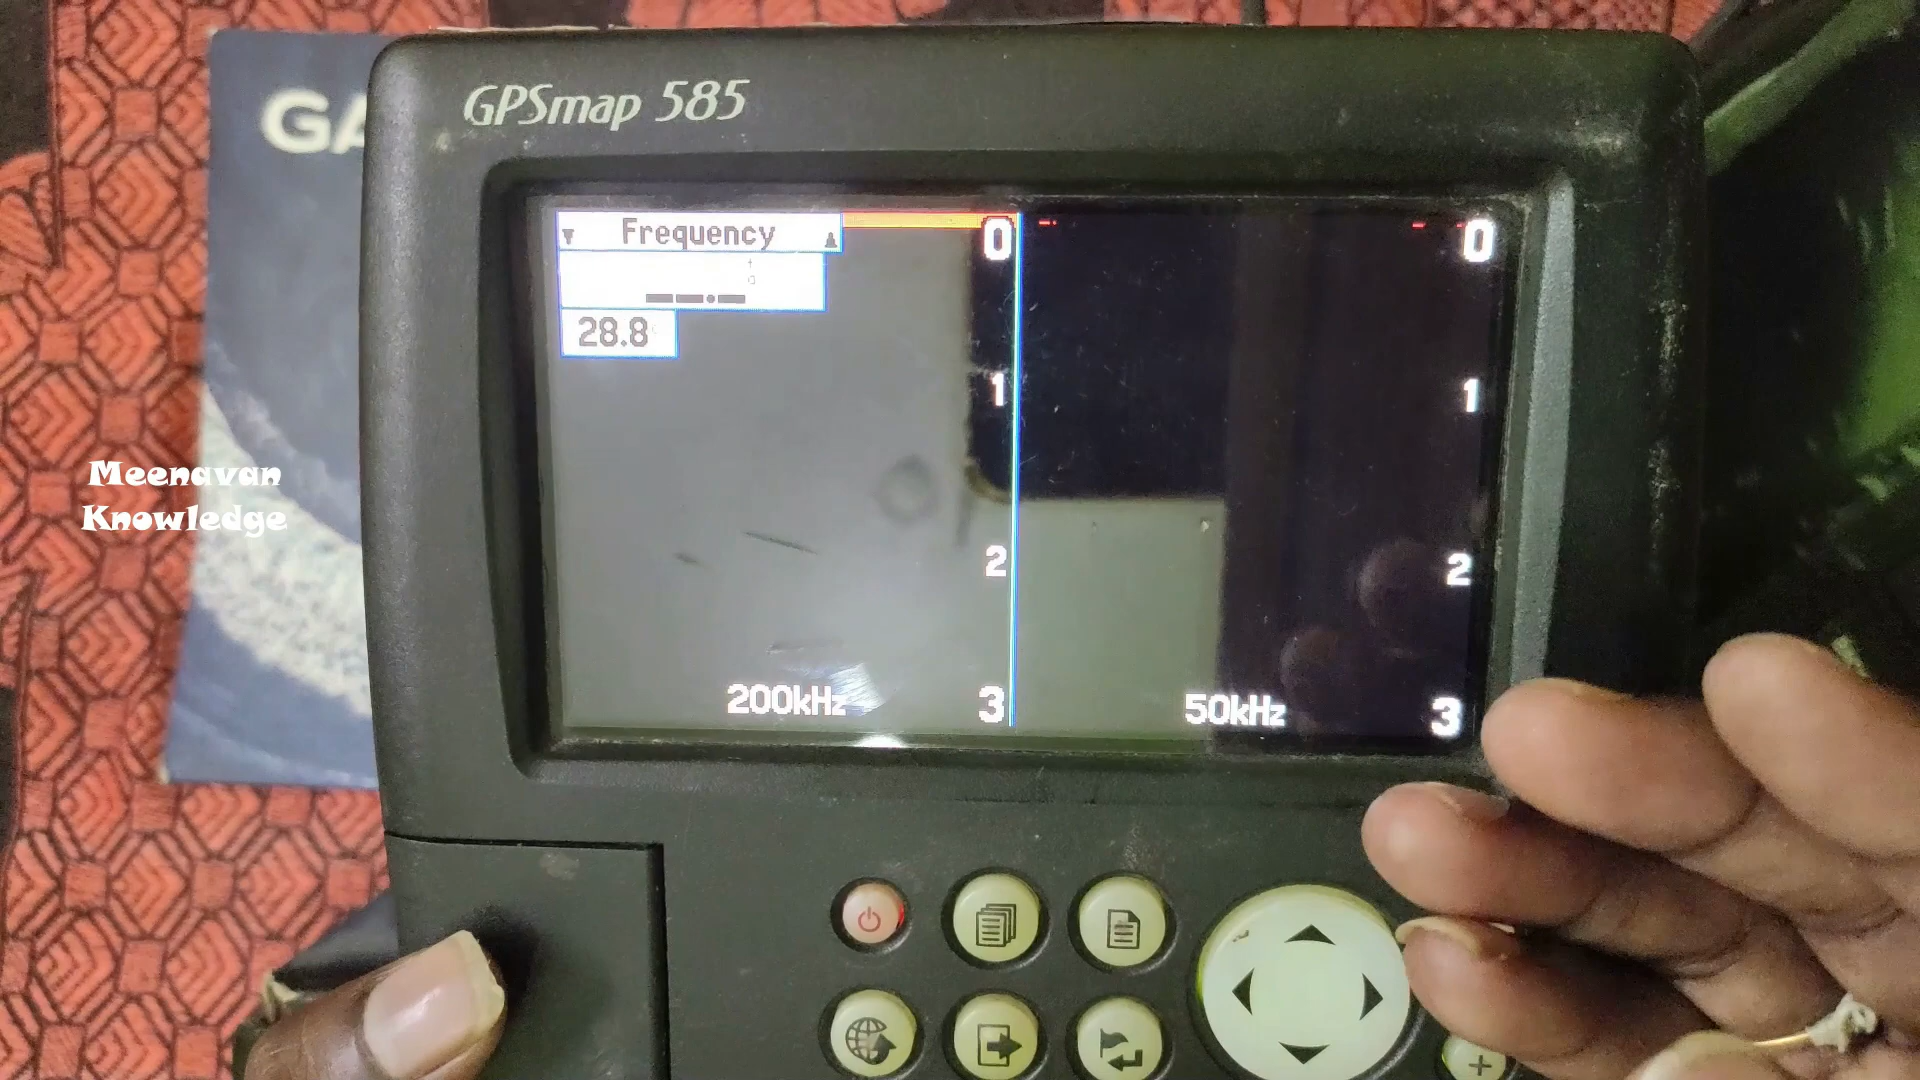 GA
GPSmap 585
Frequency
28.8°
0
0
1
1
2
2
200kHz
3
50kHz
3
Meenavan
Knowledge